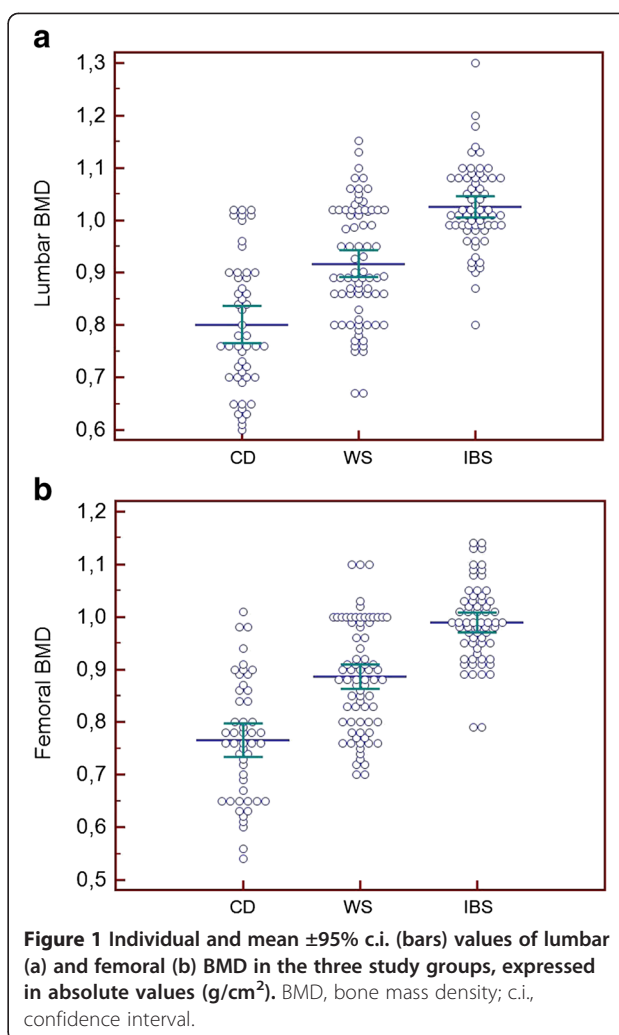 a
1,3
1,2
1,1
1,0
0,9
0,8
0,7
0,6
Lumbar BMD
CD WS IBS
b
1,2
1,1
1,0
0,9
0,8
0,7
0,6
0,5
Femoral BMD
CD WS IBS
Figure 1 Individual and mean ±95% c.i. (bars) values of lumbar
(a) and femoral (b) BMD in the three study groups, expressed
in absolute values (g/cm²). BMD, bone mass density; c.i.,
confidence interval.